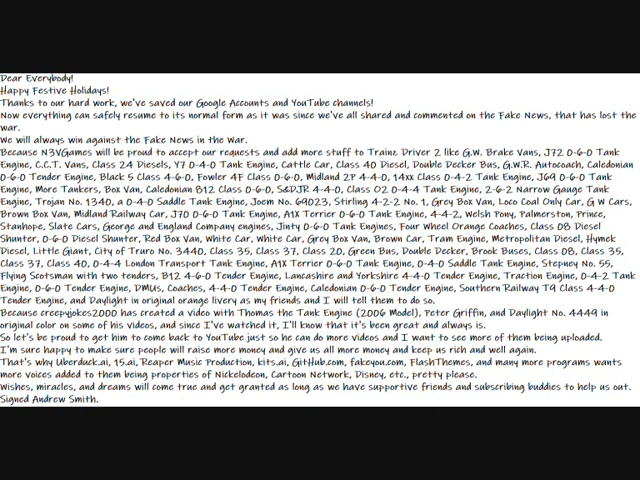 Dear Everybody!
Happy Festive Holidays!
Thanks to our hard work, we've saved our Google Accounts and YouTube channels!
Now everything can safely resume to its normal form as it was since we've all shared and commented on the Fake News, that has lost the
war.
We will always win against the Fake News in the War.
Because N3VGames will be proud to accept our requests and add more stuff to Trainz Driver 2 like G.W. Brake Vans, J72 0-6-0 Tank
Engine, C.C.T. Vans, Class 24 Diesels, Y7 0-4-0 Tank Engine, Cattle Car, Class 40 Diesel, Double Decker Bus, G.W.R. Autocoach, Caledonian
0-6-0 Tender Engine, Black 5 Class 4-6-0, Fowler 4F Class 0-6-0, Midland 2P 4-4-0, 14xx Class 0-4-2 Tank Engine, J69 0-6-0 Tank
Engine, More Tankers, Box Van, Caledonian 812 Class 0-6-0, S&DJR 4-4-0, Class O2 0-4-4 Tank Engine, 2-6-2 Narrow Gauge Tank
Engine, Trojan No. 1340, a 0-4-0 Saddle Tank Engine, Joem No. 69023, Stirling 4-2-2 No. 1, Grey Box Van, Loco Coal Only Car, G W Cars,
Brown Box Van, Midland Railway Car, J70 0-6-0 Tank Engine, A1X Terrier 0-6-0 Tank Engine, 4-4-2, Welsh Pony, Palmerston, Prince,
Stanhope, Slate Cars, George and England Company engines, Jinty 0-6-0 Tank Engines, Four Wheel Orange Coaches, Class 08 Diesel
Shunter, 0-6-0 Diesel Shunter, Red Box Van, White Car, White Car, Grey Box Van, Brown Car, Tram Engine, Metropolitan Diesel, Hymek
Diesel, Little Giant, City of Truro No. 3440, Class 35, Class 37, Class 20, Green Bus, Double Decker, Brook Buses, Class 08, Class 35,
Class 37, Class 40, 0-4-4 London Transport Tank Engine, A1X Terrier 0-6-0 Tank Engine, 0-4-0 Saddle Tank Engine, Stepney No. 55,
Flying Scotsman with two tenders, B12 4-6-0 Tender Engine, Lancashire and Yorkshire 4-4-0 Tender Engine, Traction Engine, 0-4-2 Tank
Engine, 0-6-0 Tender Engine, DMUs, Coaches, 4-4-0 Tender Engine, Caledonian 0-6-0 Tender Engine, Southern Railway T9 Class 4-4-0
Tender Engine, and Daylight in original orange livery as my friends and I will tell them to do so.
Because creepyjokes2000 has created a video with Thomas the Tank Engine (2006 Model), Peter Griffin, and Daylight No. 4449 in
original color on some of his videos, and since I've watched it, I'll know that it's been great and always is.
So let's be proud to get him to come back to YouTube just so he can do more videos and I want to see more of them being uploaded.
I'm sure happy to make sure people will raise more money and give us all more money and keep us rich and well again.
That's why Uberduck.ai, 15.ai, Reaper Music Production, kits.ai, GitHub.com, fakeyou.com, FlashThemes, and many more programs wants
more voices added to them being properties of Nickelodeon, Cartoon Network, Disney, etc., pretty please.
Wishes, miracles, and dreams will come true and get granted as long as we have supportive friends and subscribing buddies to help us out.
Signed Andrew Smith.